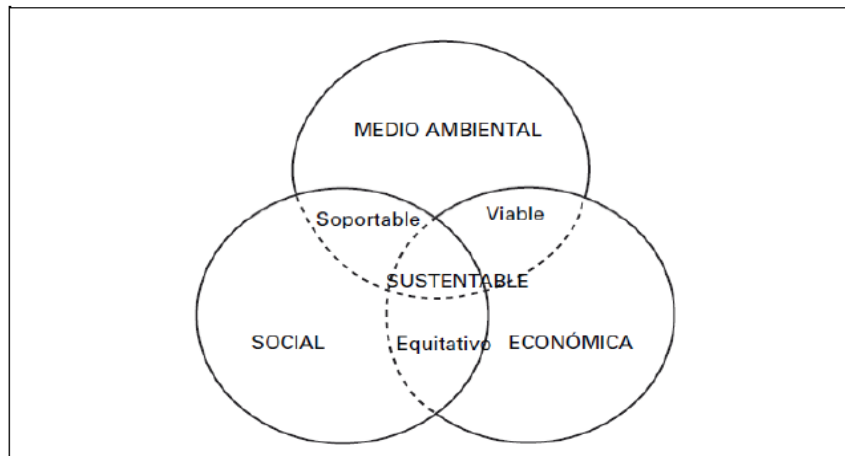 MEDIO AMBIENTAL
Soportable
Viable
SUSTENTABLE
SOCIAL
Equitativo
ECONÓMICA